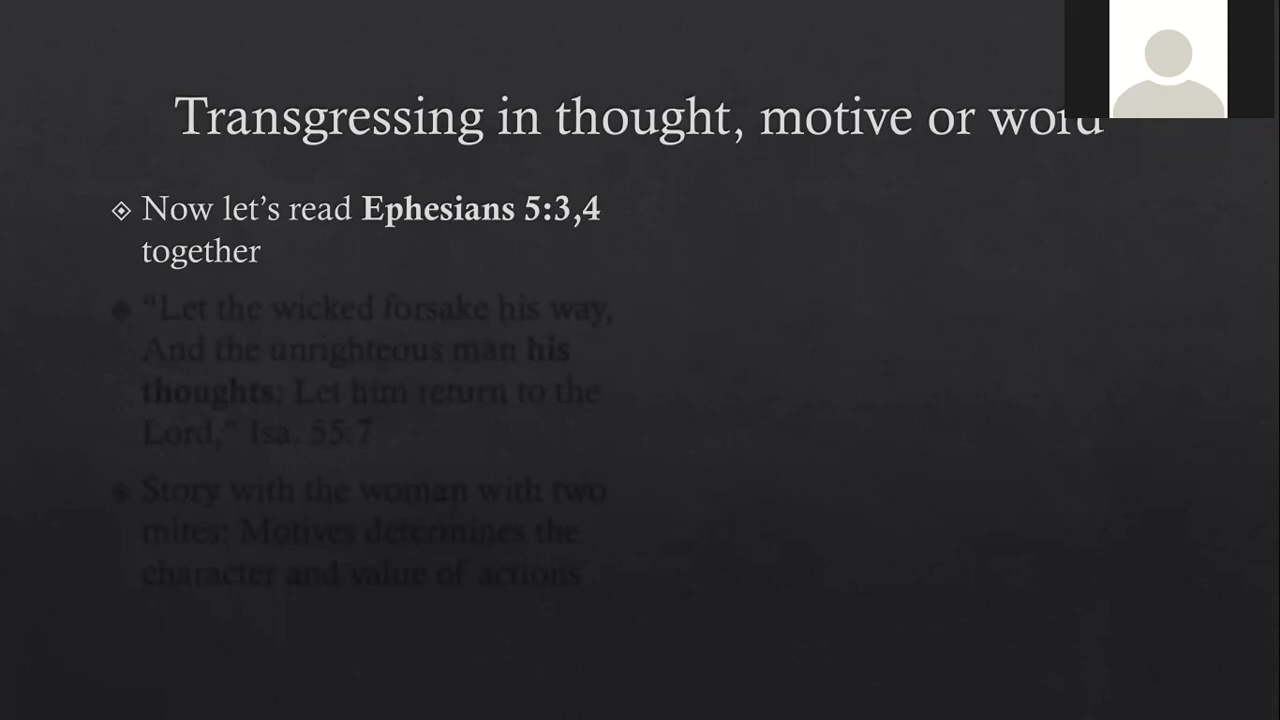 Transgressing in thought, motive or word
Now let’s read Ephesians 5:3,4
together
“Let the wicked forsake his way,
And the unrighteous man his
thoughts; Let him return to the
Lord,” Isa. 55:7
Story with the woman with two
mites: Motives determines the
character and value of actions